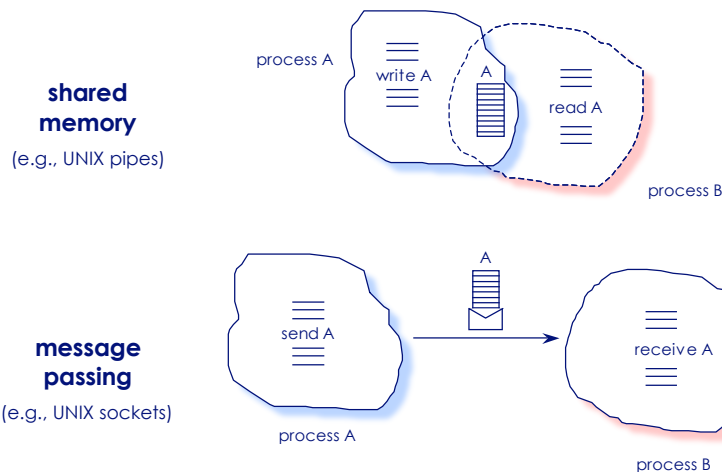 process A
write A
A
read A
shared
memory
(e.g., UNIX pipes)
process B
A
send A
receive A
message
passing
(e.g., UNIX sockets)
process A
process B